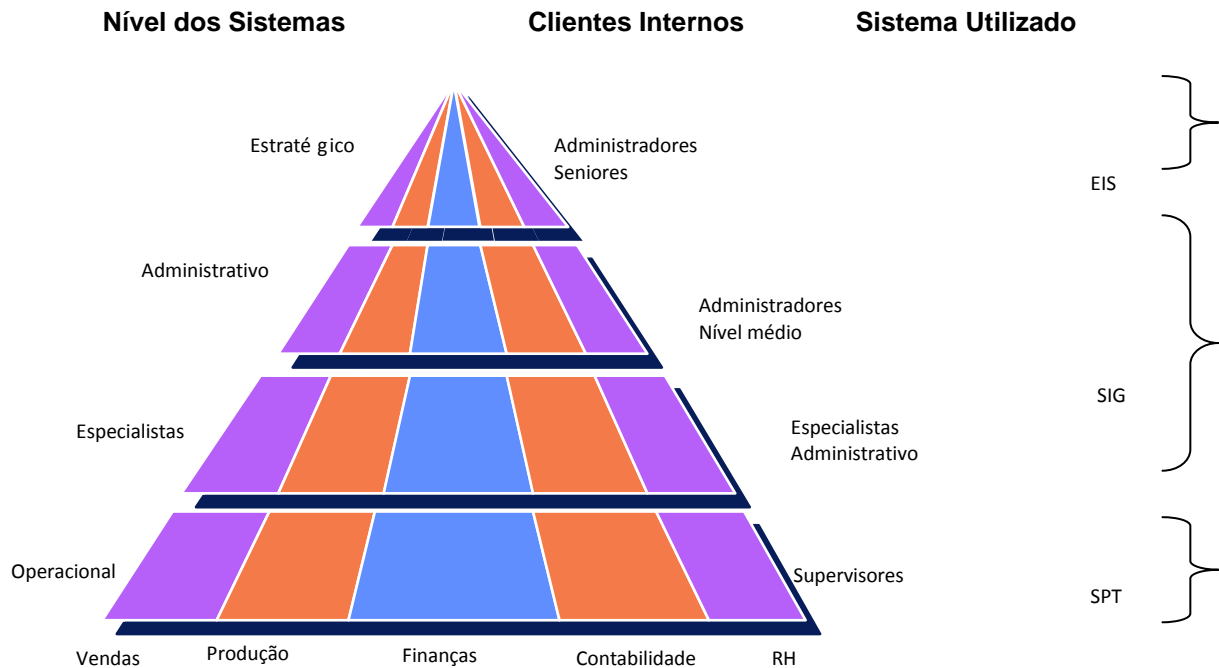 Nível dos Sistemas
Clientes Internos
Sistema Utilizado
Estraté gico
Administradores
Seniores
EIS
Administrativo
Administradores
Nível médio
SIG
Especialistas
Especialistas
Administrativo
Operacional
Supervisores
SPT
Vendas
Produção
Finanças
Contabilidade
RH